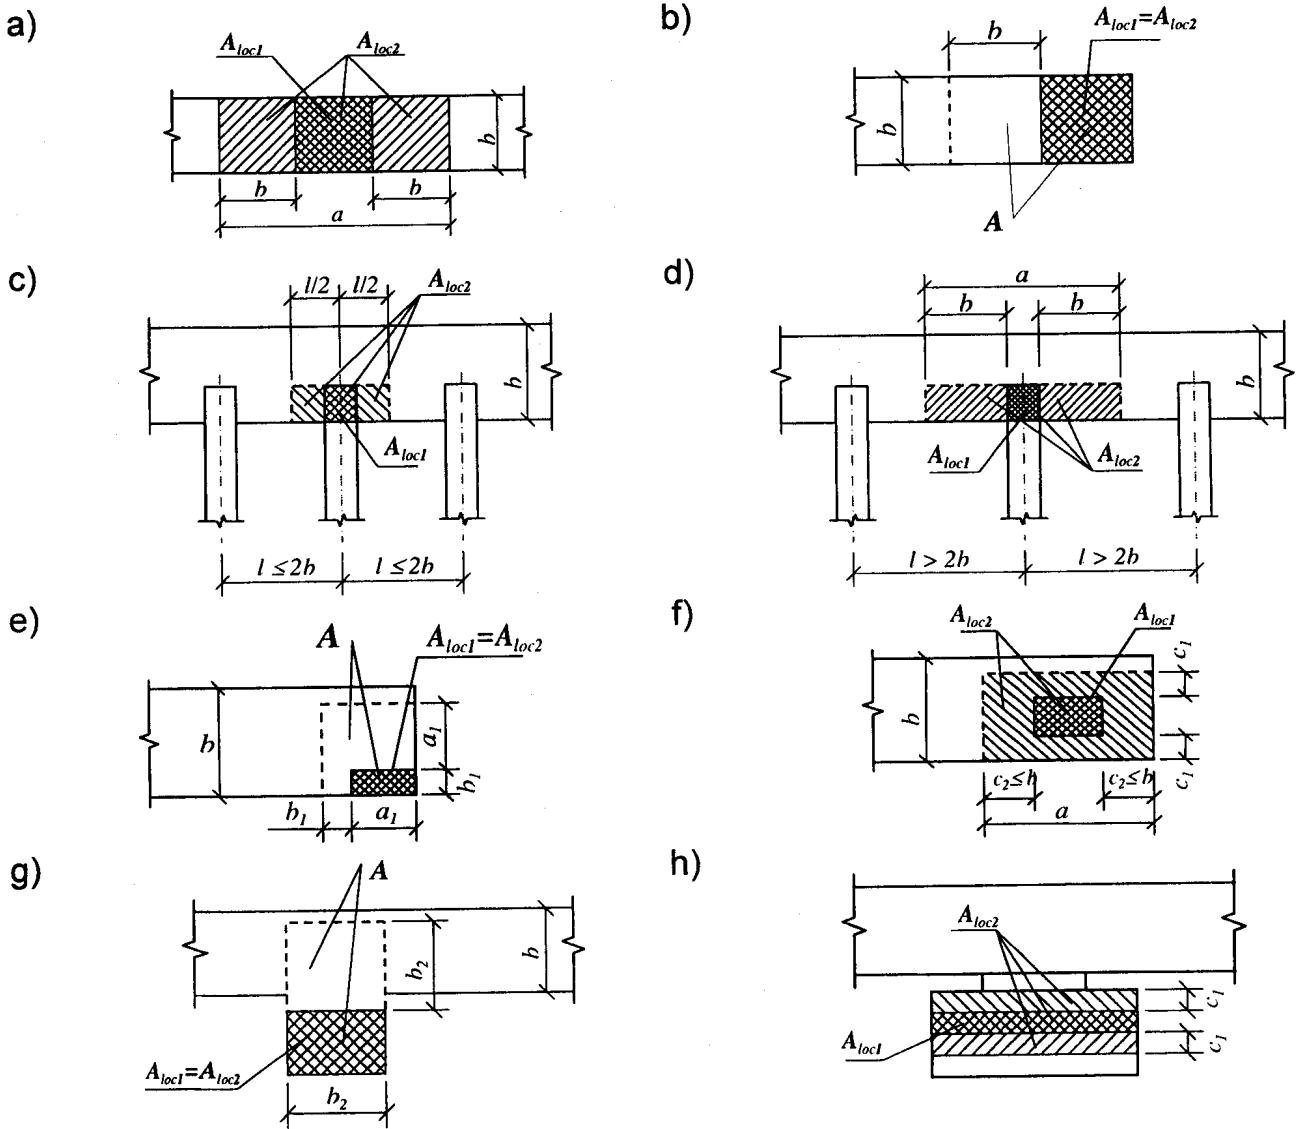 a)
A_loc1
A_loc2
b
b
b
a
b)
b
A_loc1=A_loc2
b
A
c)
l/2
l/2
A_loc2
b
A_loc1
l ≤2b
l ≤2b
d)
a
b
b
b
A_loc1
A_loc2
l > 2b
l > 2b
e)
A
A_loc1=A_loc2
b
a_1
b_1
b_1
a_1
f)
A_loc2
A_loc1
c_1
b
c_1
c_2≤b
c_2≤b
a
g)
A
b_2
b
A_loc1=A_loc2
b_2
h)
A_loc2
c_1
A_loc1
c_1